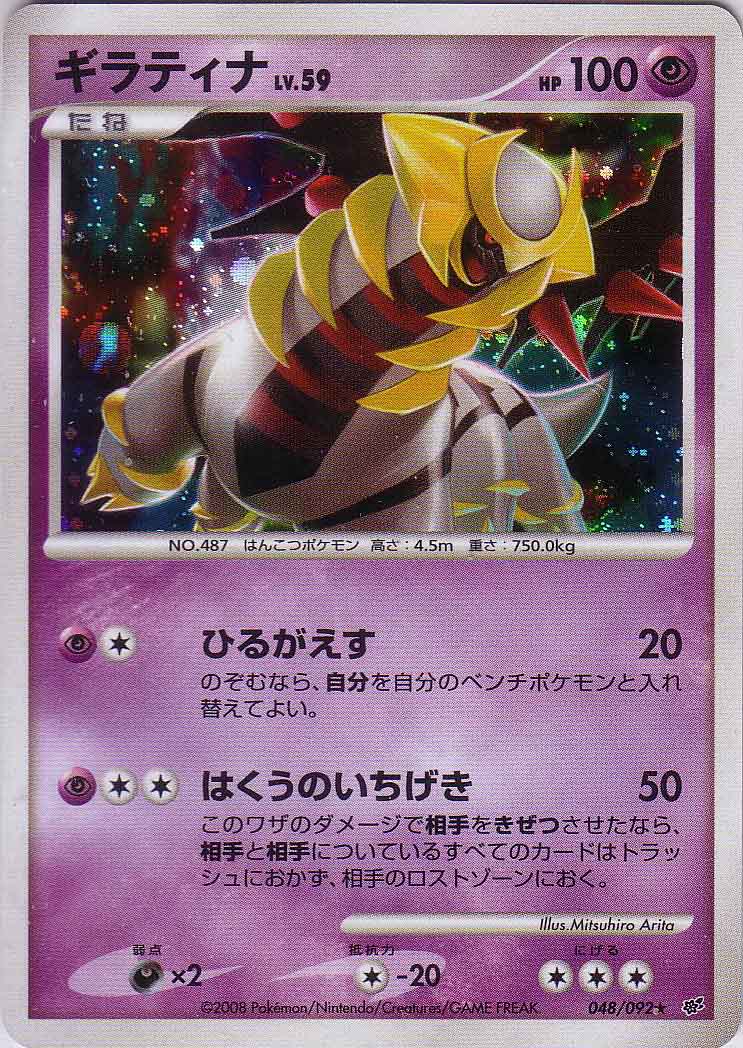 ギラティナ LV.59 HP 100
たね
NO.487 はんこつポケモン 高さ：4.5m 重さ：750.0kg
ひるがえす 20
のぞむなら、自分を自分のベンチポケモンと入れ
替えてよい。
はくうのいちげき 50
このワザのダメージで相手をきぜつさせたなら、
相手と相手についているすべてのカードはトラッ
シュにおかず、相手のロストゾーンにおく。
Illus.Mitsuhiro Arita
弱点 ×2 抵抗力 -20 にげる
©2008 Pokémon/Nintendo/Creatures/GAME FREAK. 048/092★